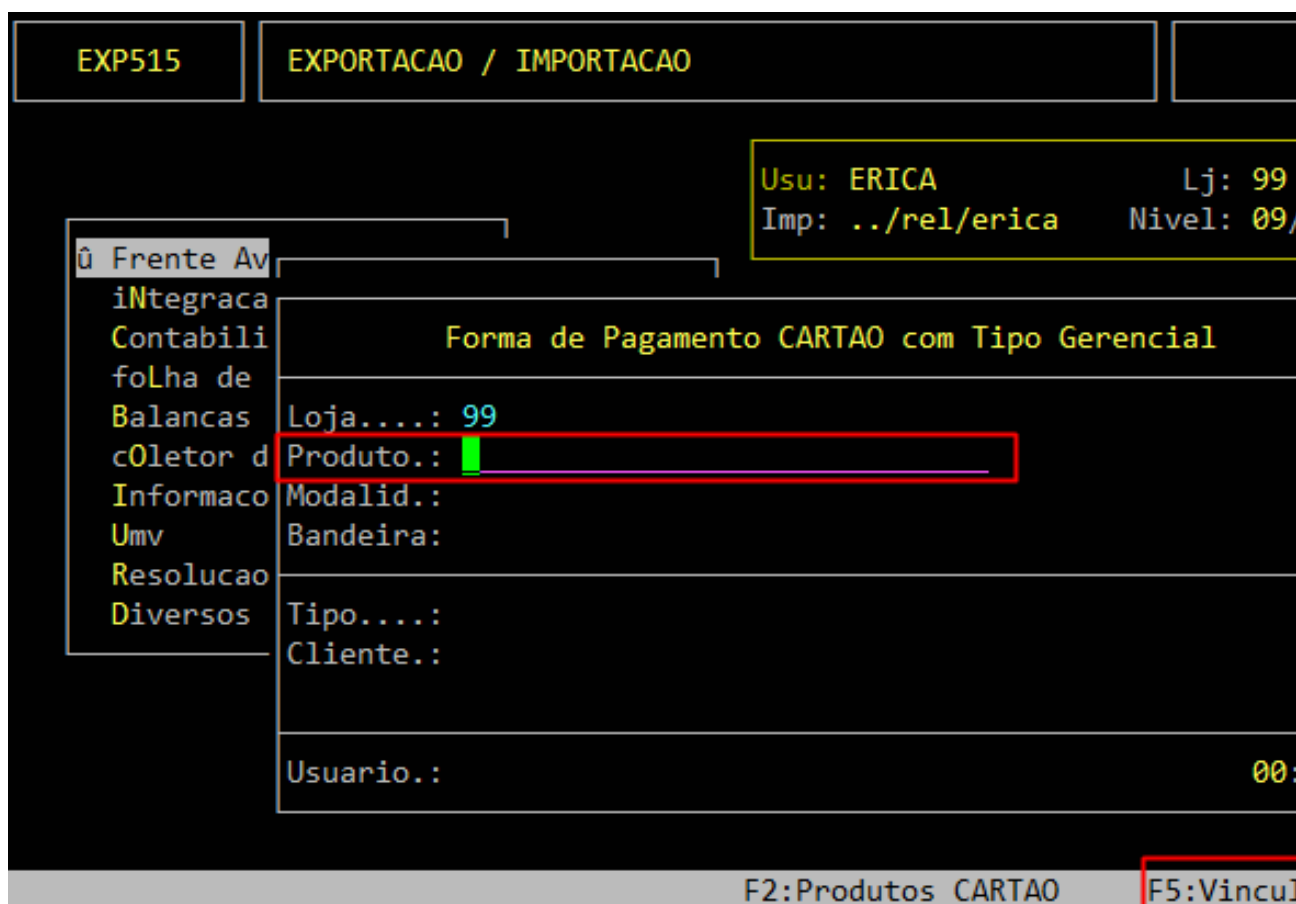 EXP515 EXPORTACAO / IMPORTACAO
Usu: ERICA Lj: 99
Imp: ../rel/erica Nivel: 09/
û Frente Av
iNtegraca
Contabili Forma de Pagamento CARTAO com Tipo Gerencial
foLha de
Balancas Loja....: 99
cOletor d Produto.:
Informaco Modalid.:
Umv Bandeira:
Resolucao
Diversos Tipo....:
Cliente.:
Usuario.: 00:
F2:Produtos CARTAO F5:Vincul